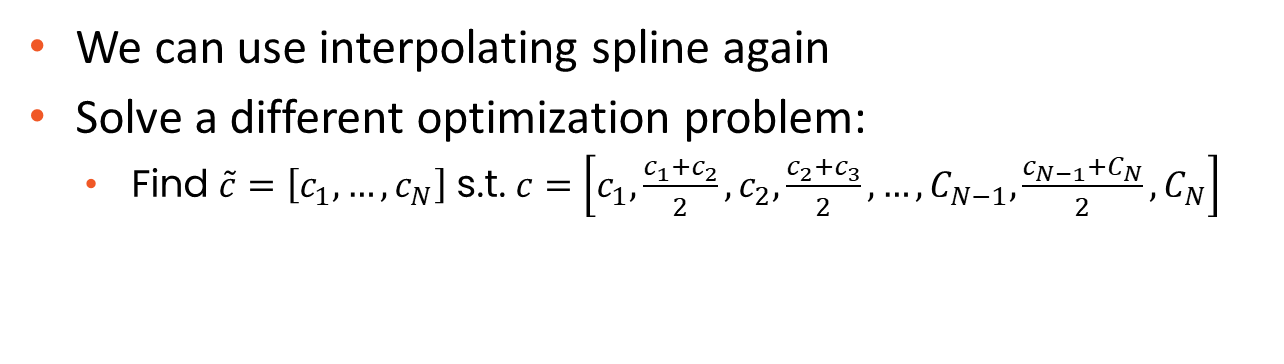 • We can use interpolating spline again
• Solve a different optimization problem:
• Find c̃ = [c₁, … , c_N] s.t. c = [c₁, (c₁+c₂)/2, c₂, (c₂+c₃)/2, … , C_{N−1}, (c_{N−1}+C_N)/2, C_N]